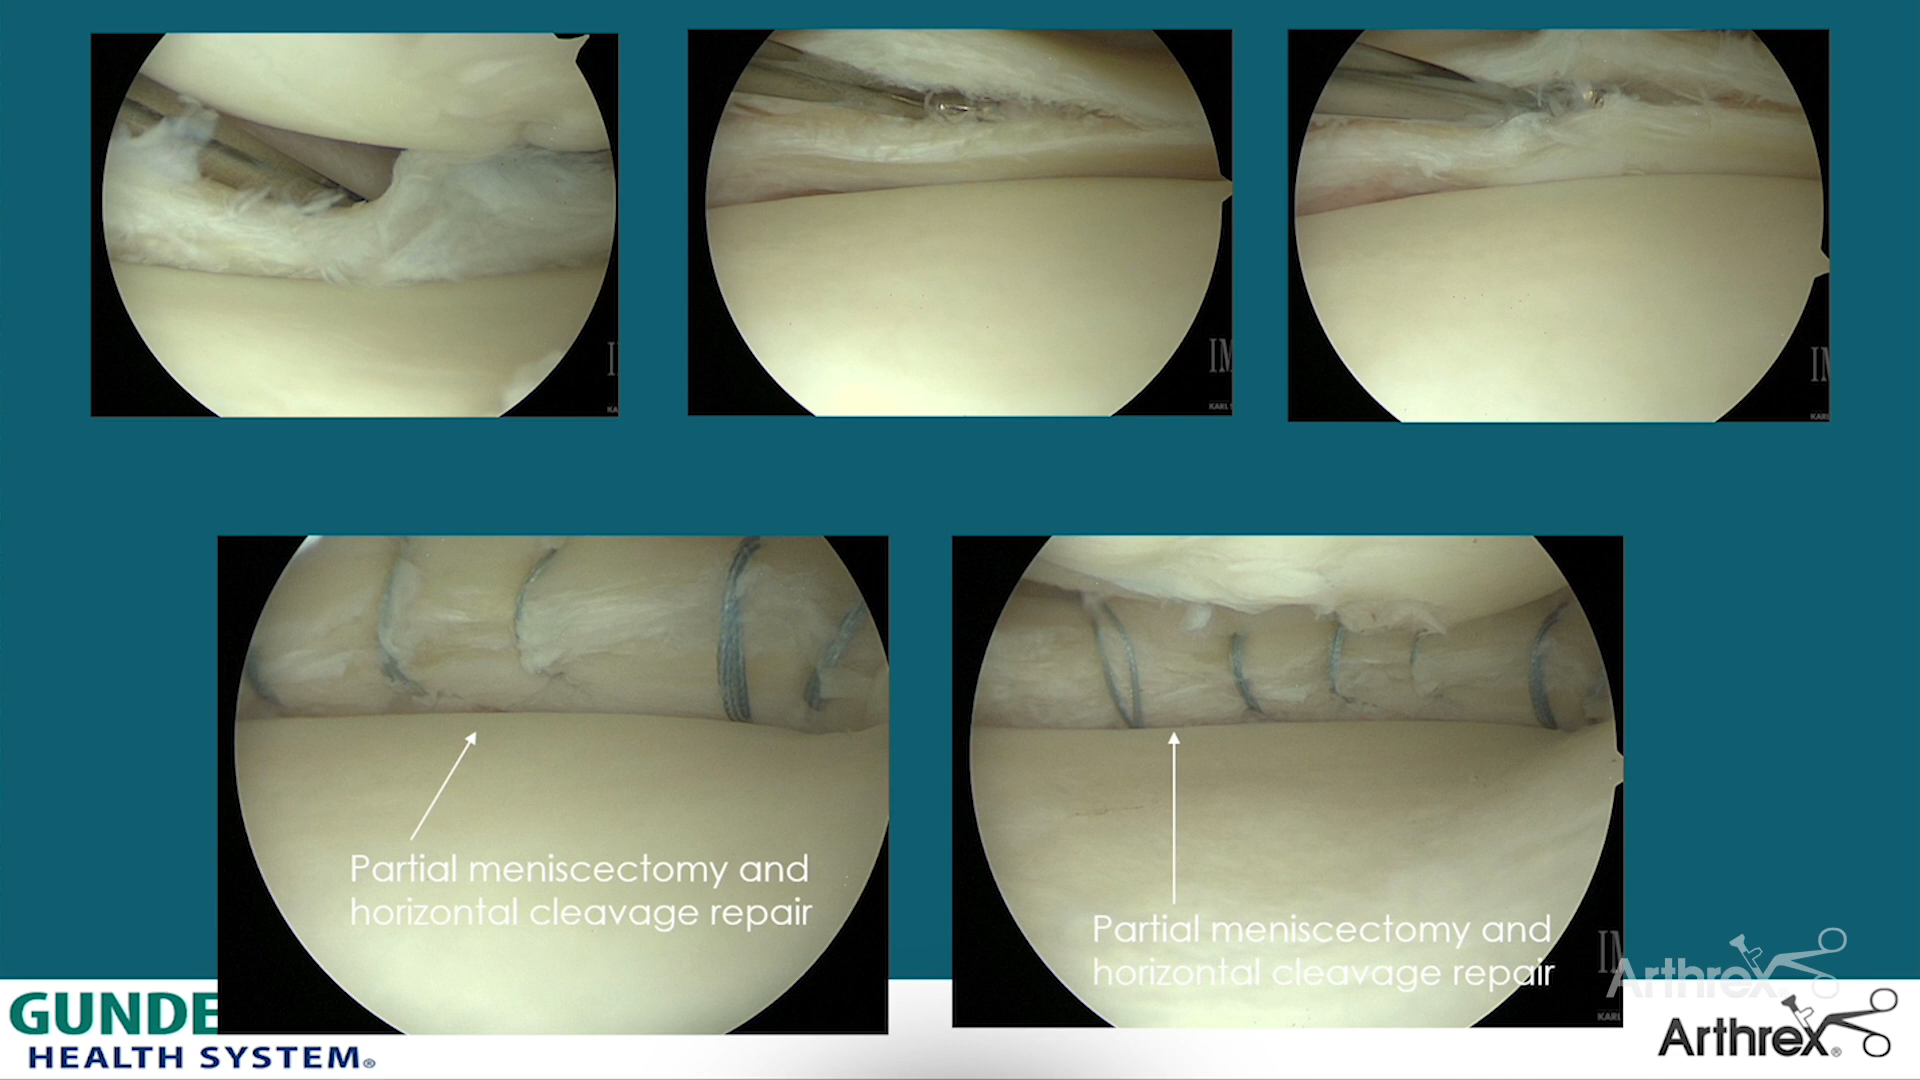 Partial meniscectomy and
horizontal cleavage repair
Partial meniscectomy and
horizontal cleavage repair
Arthrex
GUNDE
HEALTH SYSTEM®
Arthrex®